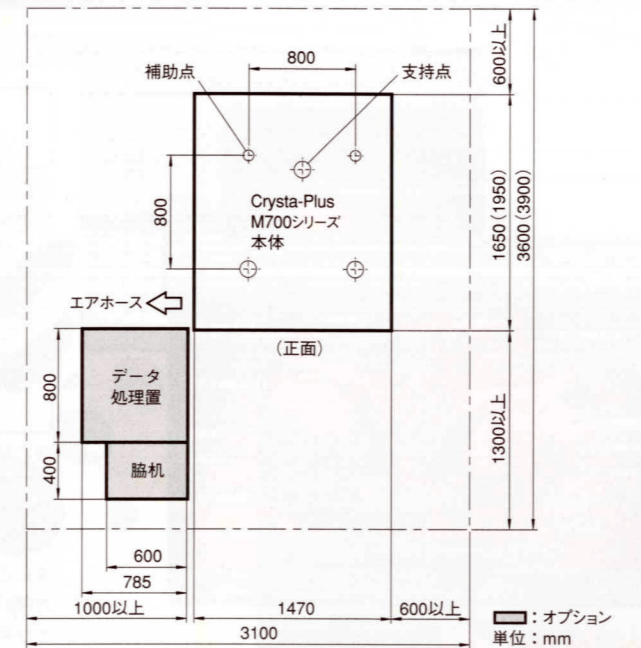 800
補助点
支持点
600以上
800
Crysta-Plus
M700シリーズ
本体
1650(1950)
3600(3900)
エアホース
(正面)
800
データ
処理置
1300以上
400
脇机
600
785
1000以上
1470
600以上
3100
:オプション
単位:mm